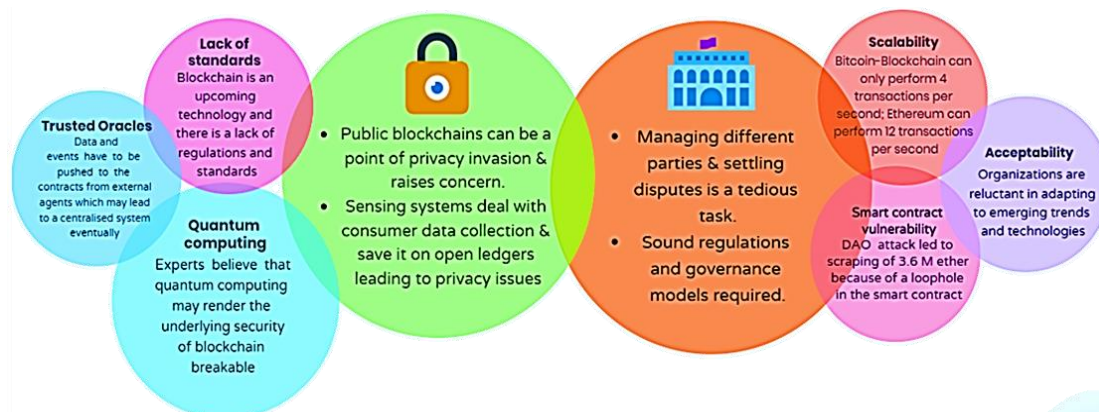 Lack of
standards
Blockchain is an
upcoming
technology and
there is a lack of
regulations and
standards
Trusted Oracles
Data and
events have to be
pushed to the
contracts from external
agents which may lead
to a centralised system
eventually
Quantum
computing
Experts believe that
quantum computing
may render the
underlying security
of blockchain
breakable
• Public blockchains can be a
point of privacy invasion &
raises concern.
• Sensing systems deal with
consumer data collection &
save it on open ledgers
leading to privacy issues
• Managing different
parties & settling
disputes is a tedious
task.
• Sound regulations
and governance
models required.
Scalability
Bitcoin-Blockchain can
only perform 4
transactions per
second; Ethereum can
perform 12 transactions
per second
Smart contract
vulnerability
DAO attack led to
scraping of 3.6 M ether
because of a loophole
in the smart contract
Acceptability
Organizations are
reluctant in adapting
to emerging trends
and technologies